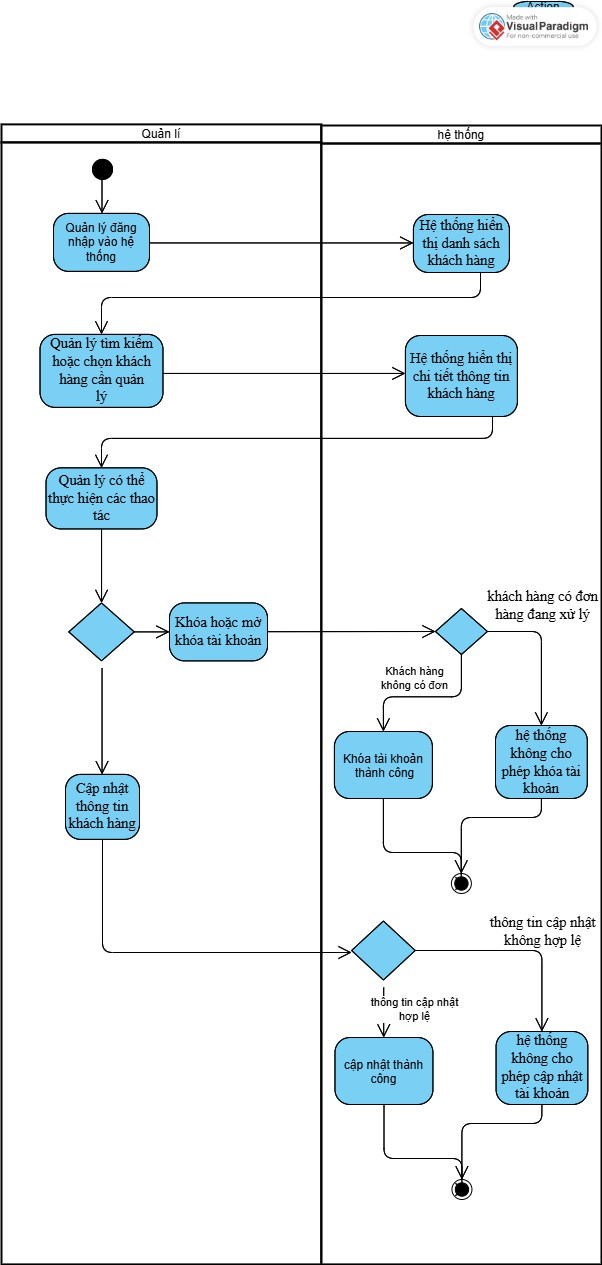 Action
Made with
VisualParadigm
For non-commercial use
Quản lí
hệ thống
Quản lý đăng
nhập vào hệ
thống
Hệ thống hiển
thị danh sách
khách hàng
Quản lý tìm kiếm
hoặc chọn khách
hàng cần quản
lý
Hệ thống hiển thị
chi tiết thông tin
khách hàng
Quản lý có thể
thực hiện các thao
tác
khách hàng có đơn
hàng đang xử lý
Khóa hoặc mở
khóa tài khoản
Khách hàng
không có đơn
Khóa tài khoản
thành công
hệ thống
không cho
phép khóa tài
khoản
Cập nhật
thông tin
khách hàng
thông tin cập nhật
không hợp lệ
thông tin cập nhật
hợp lệ
cập nhật thành
công
hệ thống
không cho
phép cập nhật
tài khoản